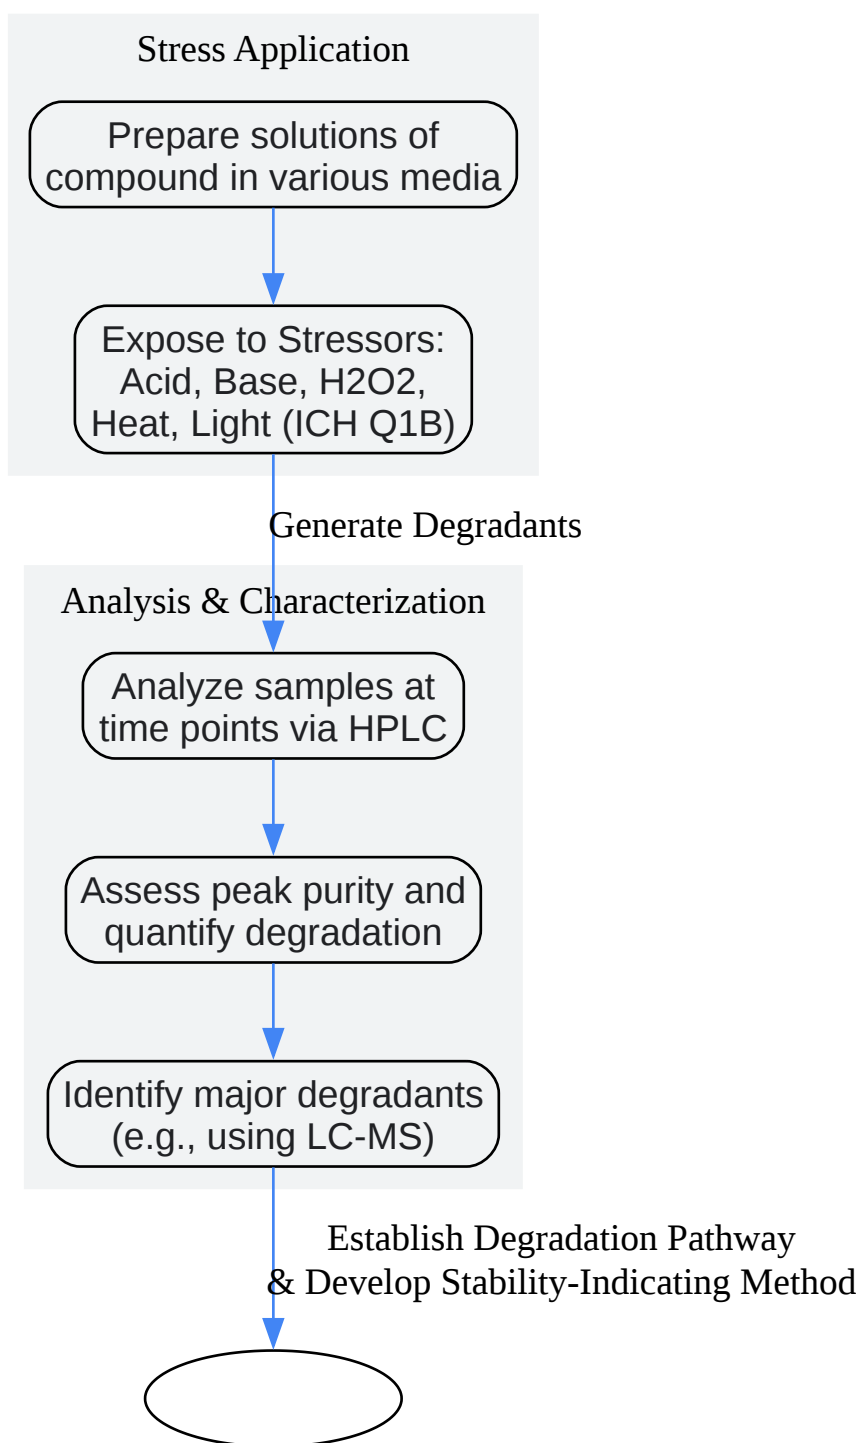 Stress Application
Prepare solutions of
compound in various media
Expose to Stressors:
Acid, Base, H2O2,
Heat, Light (ICH Q1B)
Generate Degradants
Analysis & Characterization
Analyze samples at
time points via HPLC
Assess peak purity and
quantify degradation
Identify major degradants
(e.g., using LC-MS)
Establish Degradation Pathway
& Develop Stability-Indicating Method